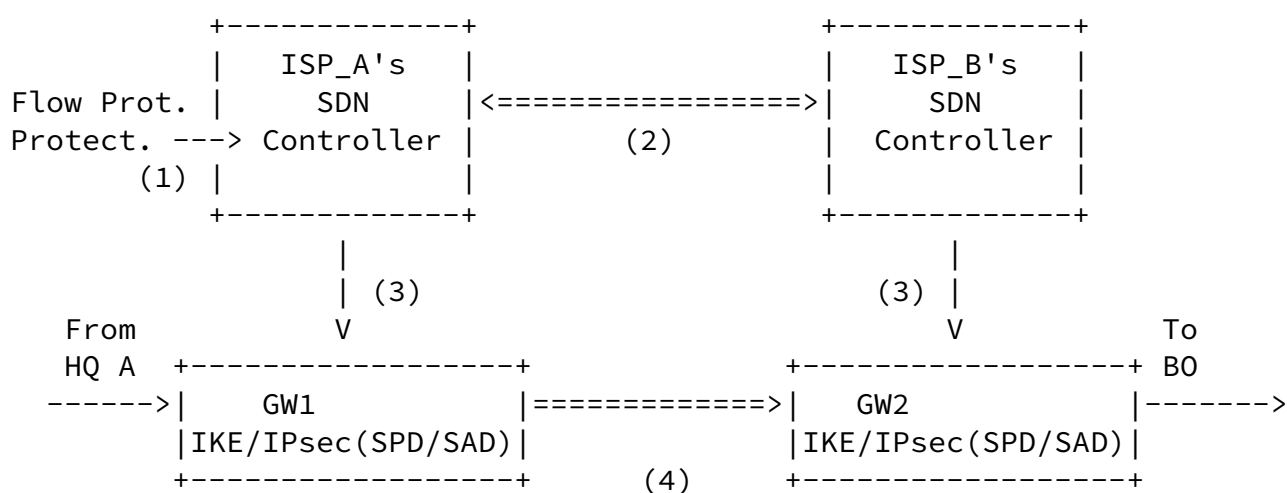 ISP_A's ISP_B's
Flow Prot. SDN <=================> SDN
Protect. ---> Controller (2) Controller
(1)
(3) (3)
From V V To
HQ A BO
------> GW1 =============> GW2 ------->
IKE/IPsec(SPD/SAD) IKE/IPsec(SPD/SAD)
(4)